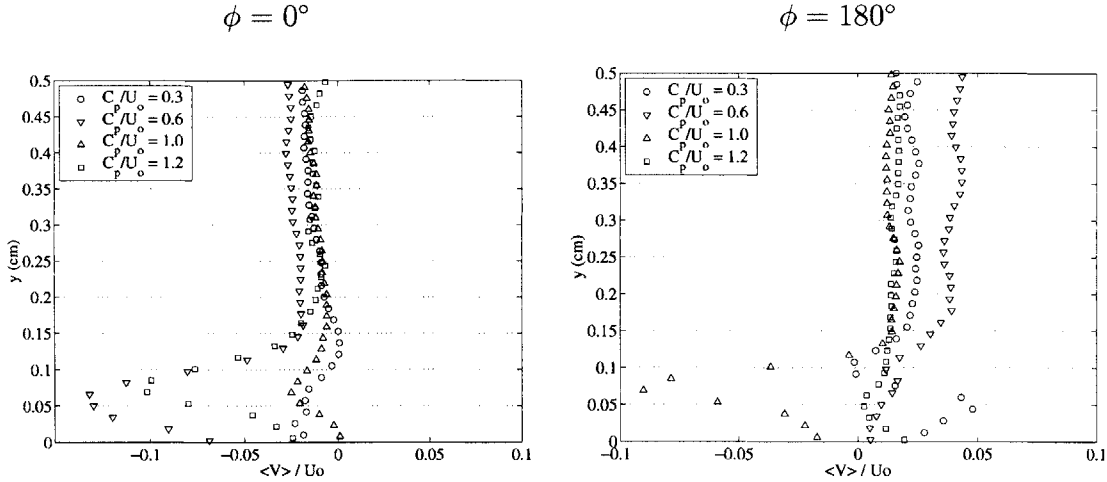 ϕ = 0°
ϕ = 180°
C_p/U_o = 0.3
C_p/U_o = 0.6
C_p/U_o = 1.0
C_p/U_o = 1.2
y (cm)
0.5
0.45
0.4
0.35
0.3
0.25
0.2
0.15
0.1
0.05
0
-0.1
-0.05
0
0.05
0.1
<V> / Uo
C_p/U_o = 0.3
C_p/U_o = 0.6
C_p/U_o = 1.0
C_p/U_o = 1.2
y (cm)
0.5
0.45
0.4
0.35
0.3
0.25
0.2
0.15
0.1
0.05
0
-0.1
-0.05
0
0.05
0.1
<V> / Uo